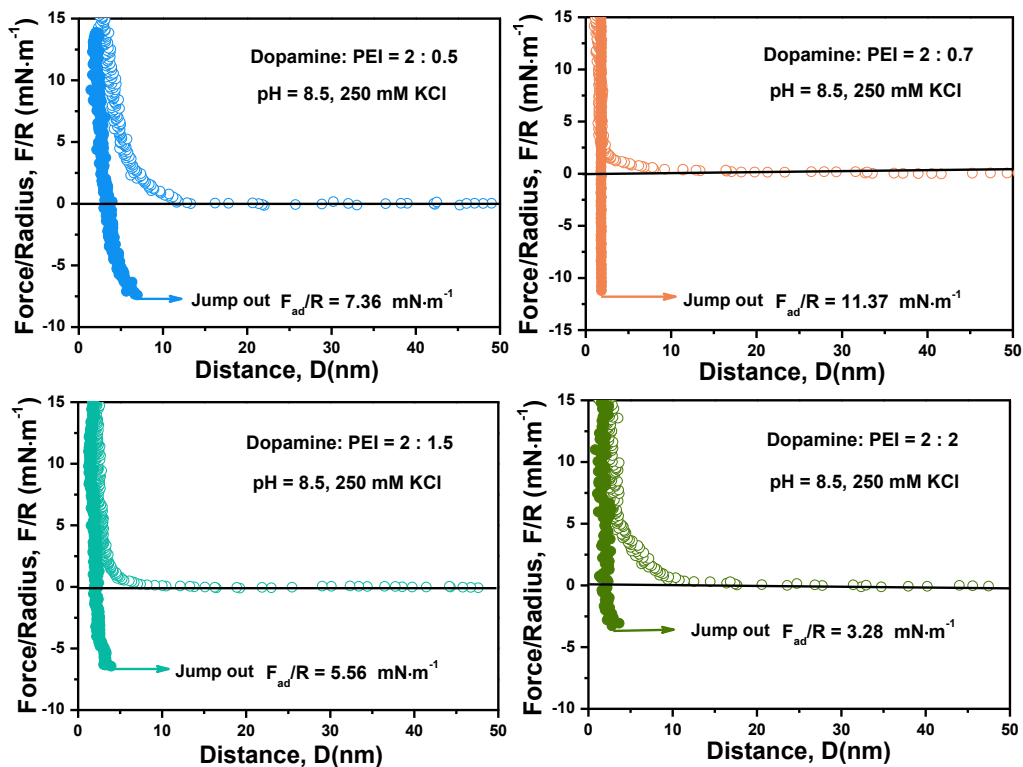 Force/Radius, F/R (mN·m⁻¹)
15
10
5
0
-5
-10
Dopamine: PEI = 2 : 0.5
pH = 8.5, 250 mM KCl
Jump out F_ad/R = 7.36 mN·m⁻¹
0 10 20 30 40 50
Distance, D(nm)
Force/Radius, F/R (mN·m⁻¹)
15
10
5
0
-5
-10
-15
Dopamine: PEI = 2 : 0.7
pH = 8.5, 250 mM KCl
Jump out F_ad/R = 11.37 mN·m⁻¹
0 10 20 30 40 50
Distance, D(nm)
Force/Radius, F/R (mN·m⁻¹)
15
10
5
0
-5
-10
Dopamine: PEI = 2 : 1.5
pH = 8.5, 250 mM KCl
Jump out F_ad/R = 5.56 mN·m⁻¹
0 10 20 30 40 50
Distance, D(nm)
Force/Radius, F/R (mN·m⁻¹)
15
10
5
0
-5
-10
Dopamine: PEI = 2 : 2
pH = 8.5, 250 mM KCl
Jump out F_ad/R = 3.28 mN·m⁻¹
0 10 20 30 40 50
Distance, D(nm)